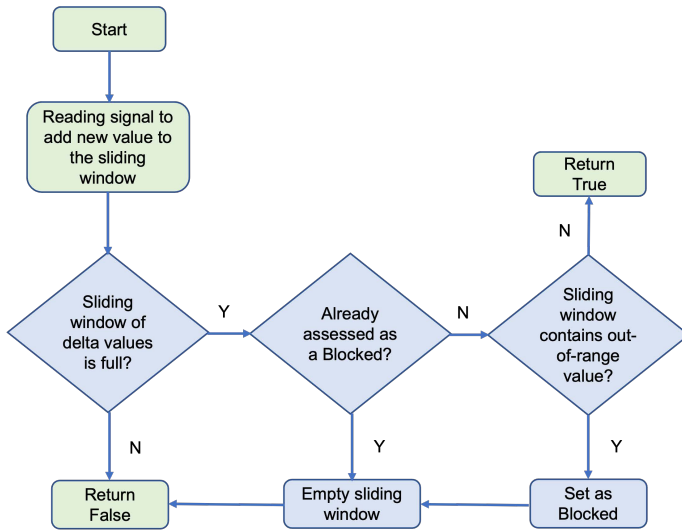 Start
Reading signal to
add new value to
the sliding
window
Return
True
N
Sliding
window of
delta values
is full?
Y
Already
assessed as
a Blocked?
N
Sliding
window
contains out-
of-range
value?
N
Y
Y
Return
False
Empty sliding
window
Set as
Blocked